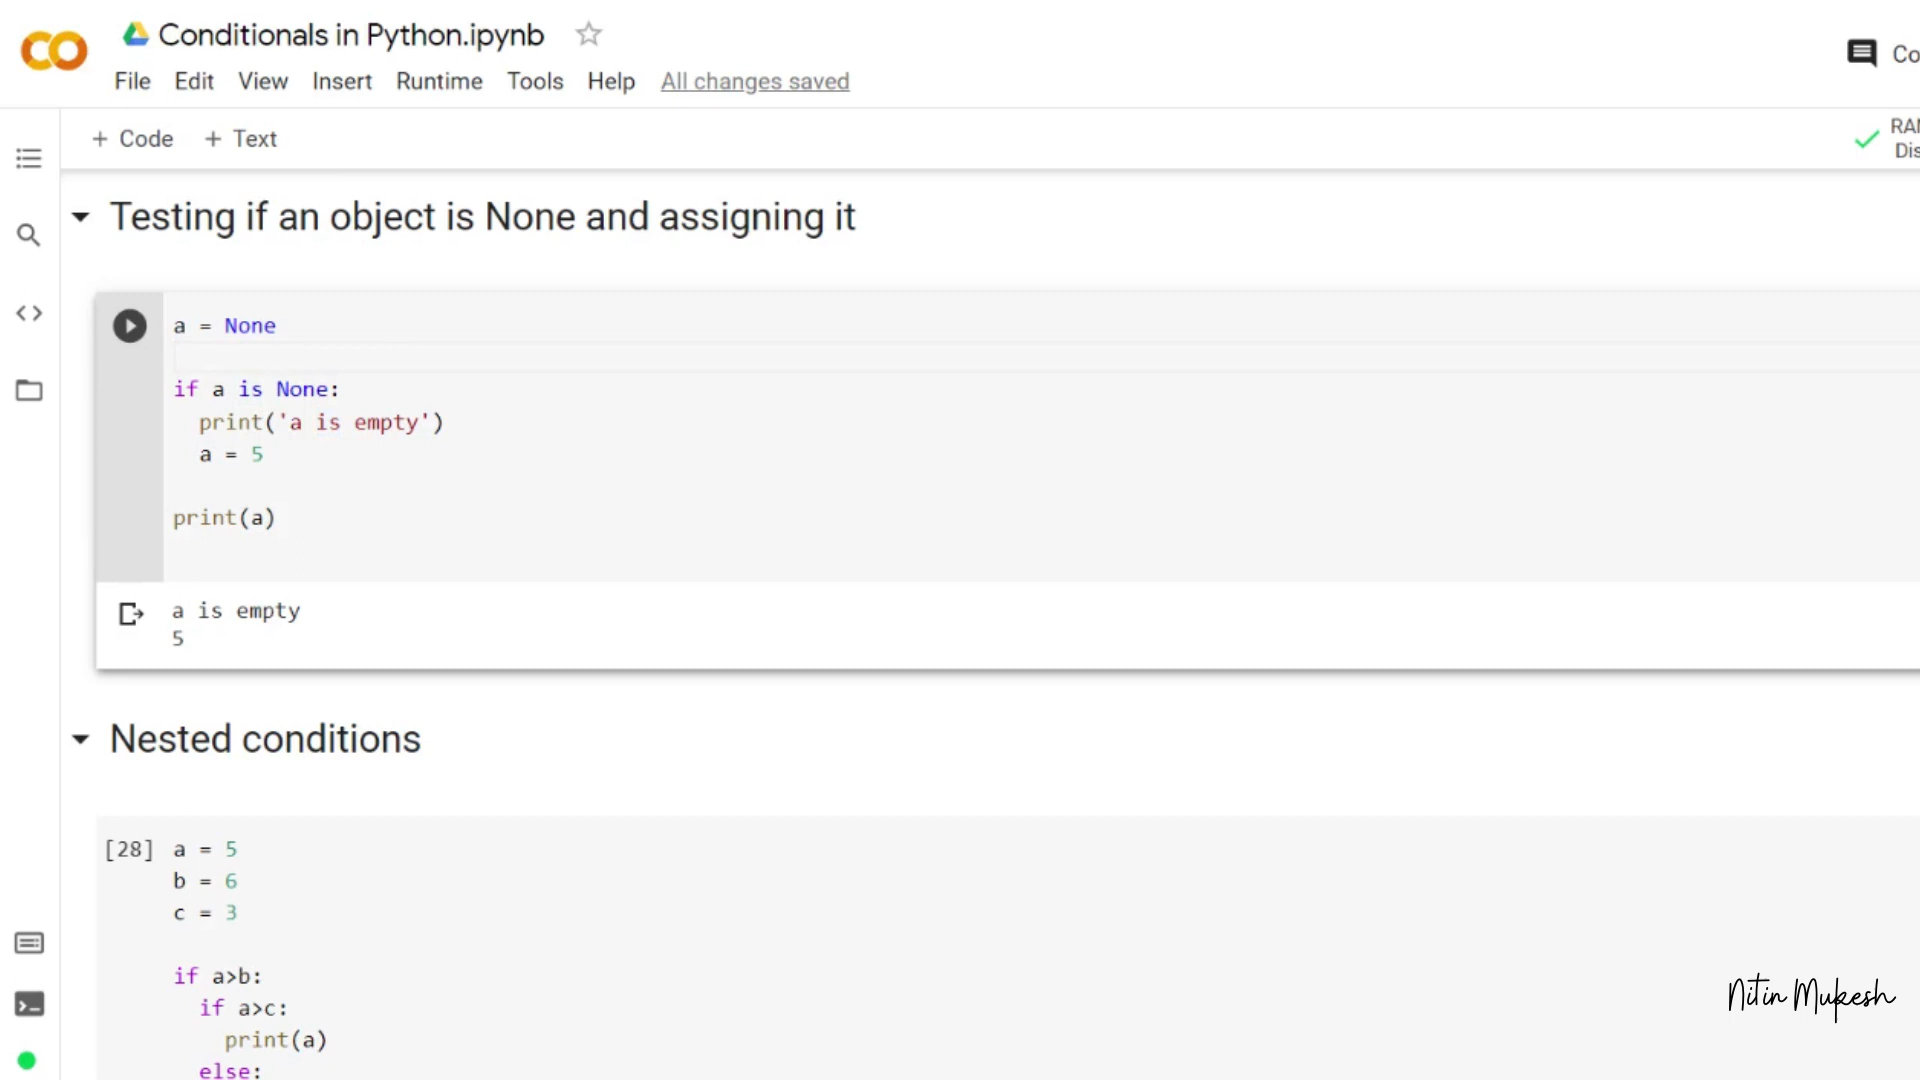 Conditionals in Python.ipynb
File Edit View Insert Runtime Tools Help All changes saved
+ Code + Text
Testing if an object is None and assigning it
a = None
if a is None:
  print('a is empty')
  a = 5
print(a)
a is empty
5
Nested conditions
[28] a = 5
b = 6
c = 3
if a>b:
  if a>c:
    print(a)
  else:
Nitin Mukesh